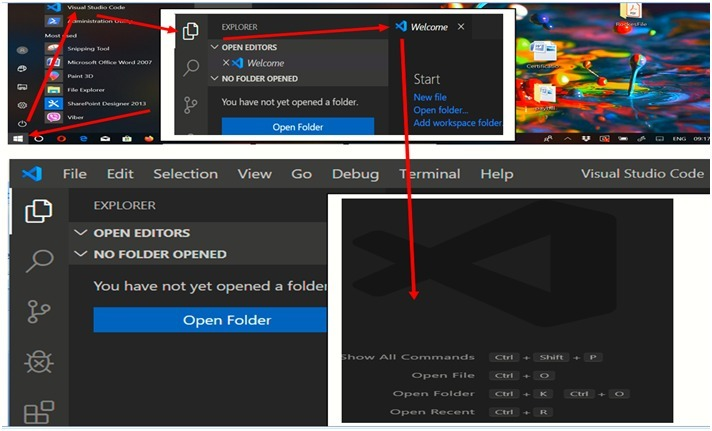 Visual Studio Code
Most used
Snipping Tool
Microsoft Office Word 2007
Paint 3D
File Explorer
SharePoint Designer 2013
Viber
EXPLORER
OPEN EDITORS
Welcome
NO FOLDER OPENED
You have not yet opened a folder.
Open Folder
Welcome
Start
New file
Open folder...
Add workspace folder
ENG 09:17
File Edit Selection View Go Debug Terminal Help Visual Studio Code
EXPLORER
OPEN EDITORS
NO FOLDER OPENED
You have not yet opened a folder
Open Folder
Show All Commands Ctrl + Shift + P
Open File Ctrl + O
Open Folder Ctrl + K Ctrl + O
Open Recent Ctrl + R